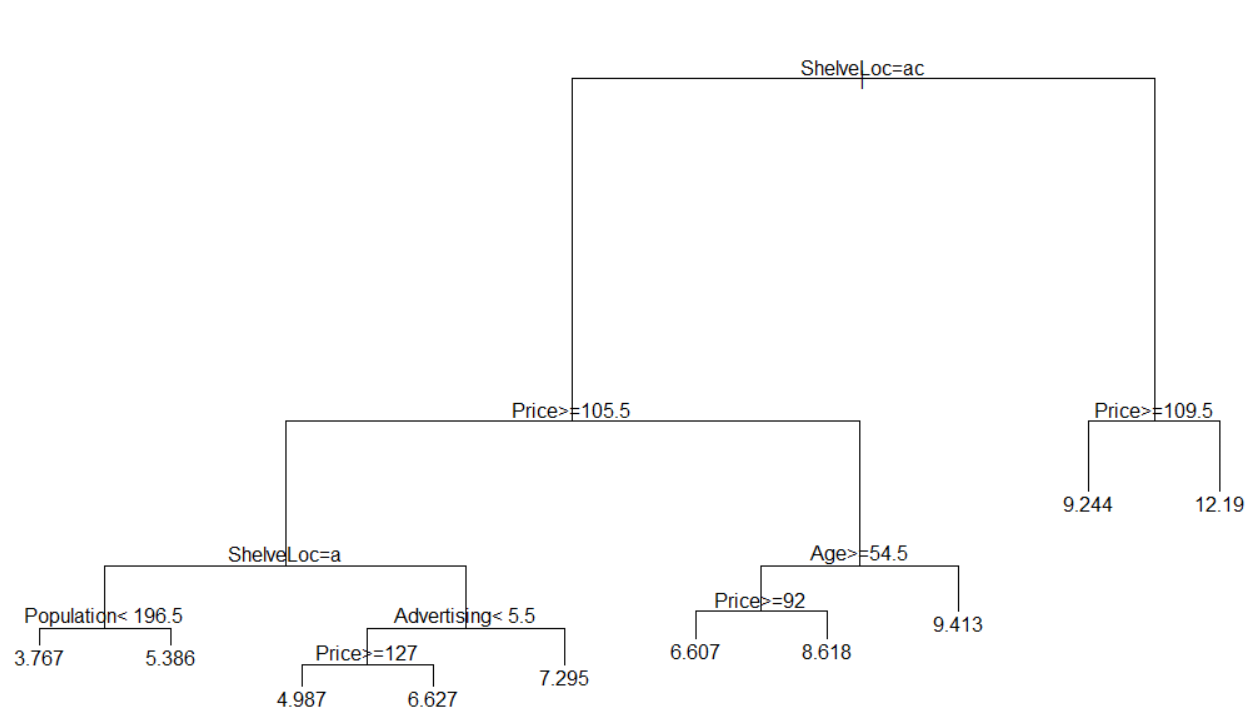 ShelveLoc=ac
Price>=105.5
Price>=109.5
9.244
12.19
ShelveLoc=a
Age>=54.5
Population< 196.5
Advertising< 5.5
Price>=92
9.413
3.767
5.386
Price>=127
7.295
6.607
8.618
4.987
6.627